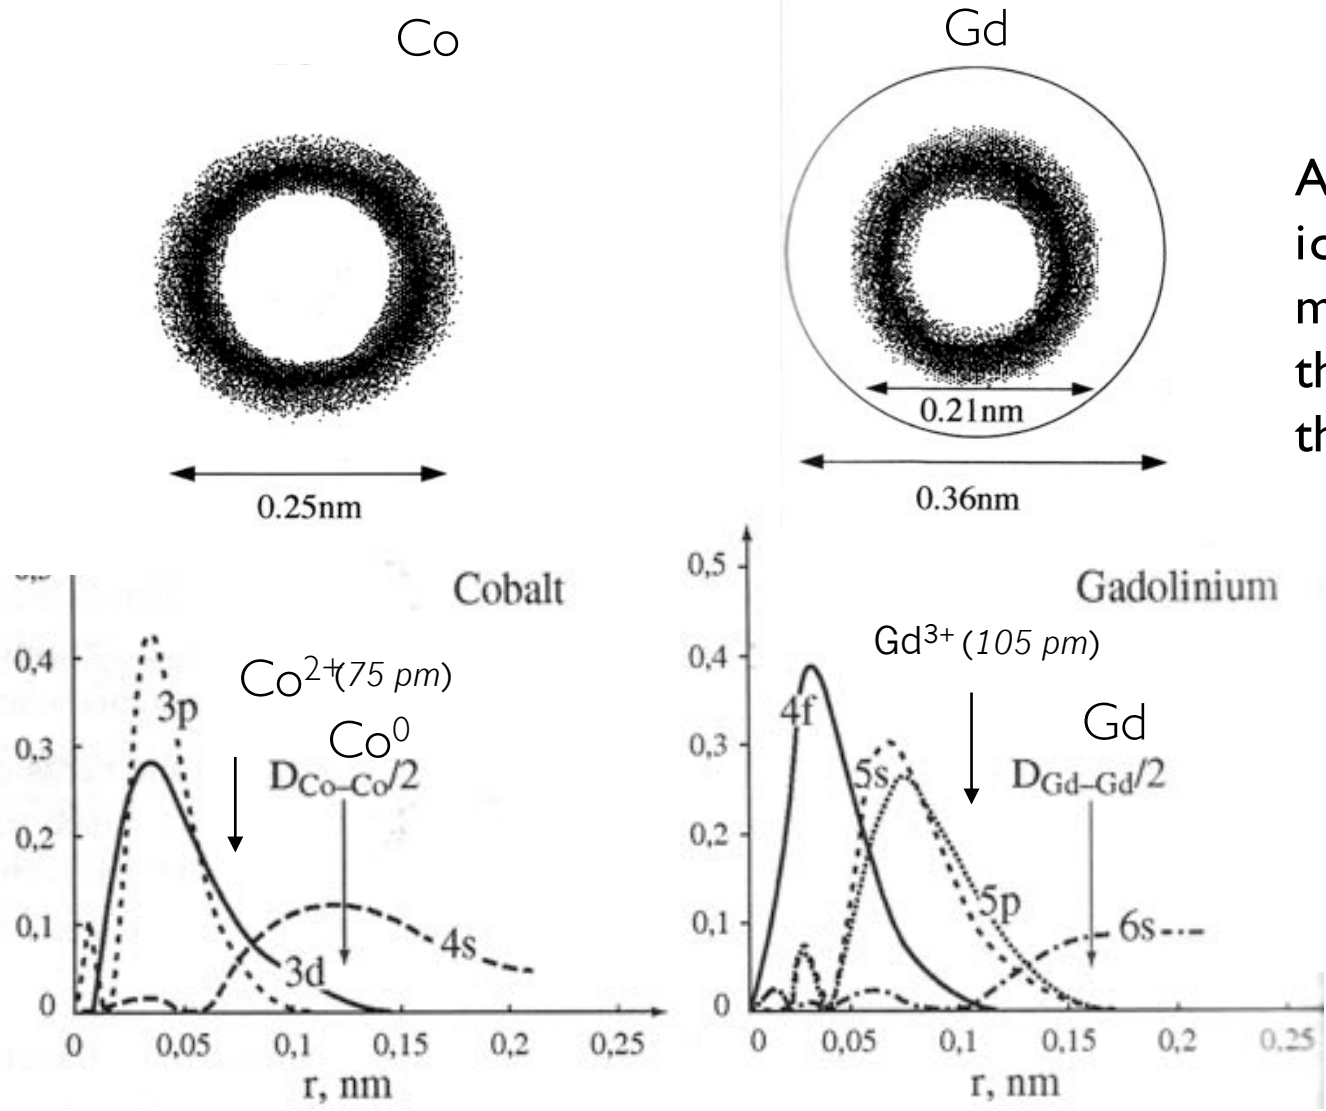 Co
Gd
0.25nm
0.21nm
0.36nm
A
ic
m
th
th
Cobalt
0,4
0,3
0,2
0,1
0
0
0,05
0,1
0,15
0,2
0,25
r, nm
3p
Co2+(75 pm)
Co0
DCo–Co/2
3d
4s
Gadolinium
0,5
0,4
0,3
0,2
0,1
0
0
0,05
0,1
0,15
0,2
0.25
r, nm
Gd3+ (105 pm)
4f
5s
Gd
DGd–Gd/2
5p
6s